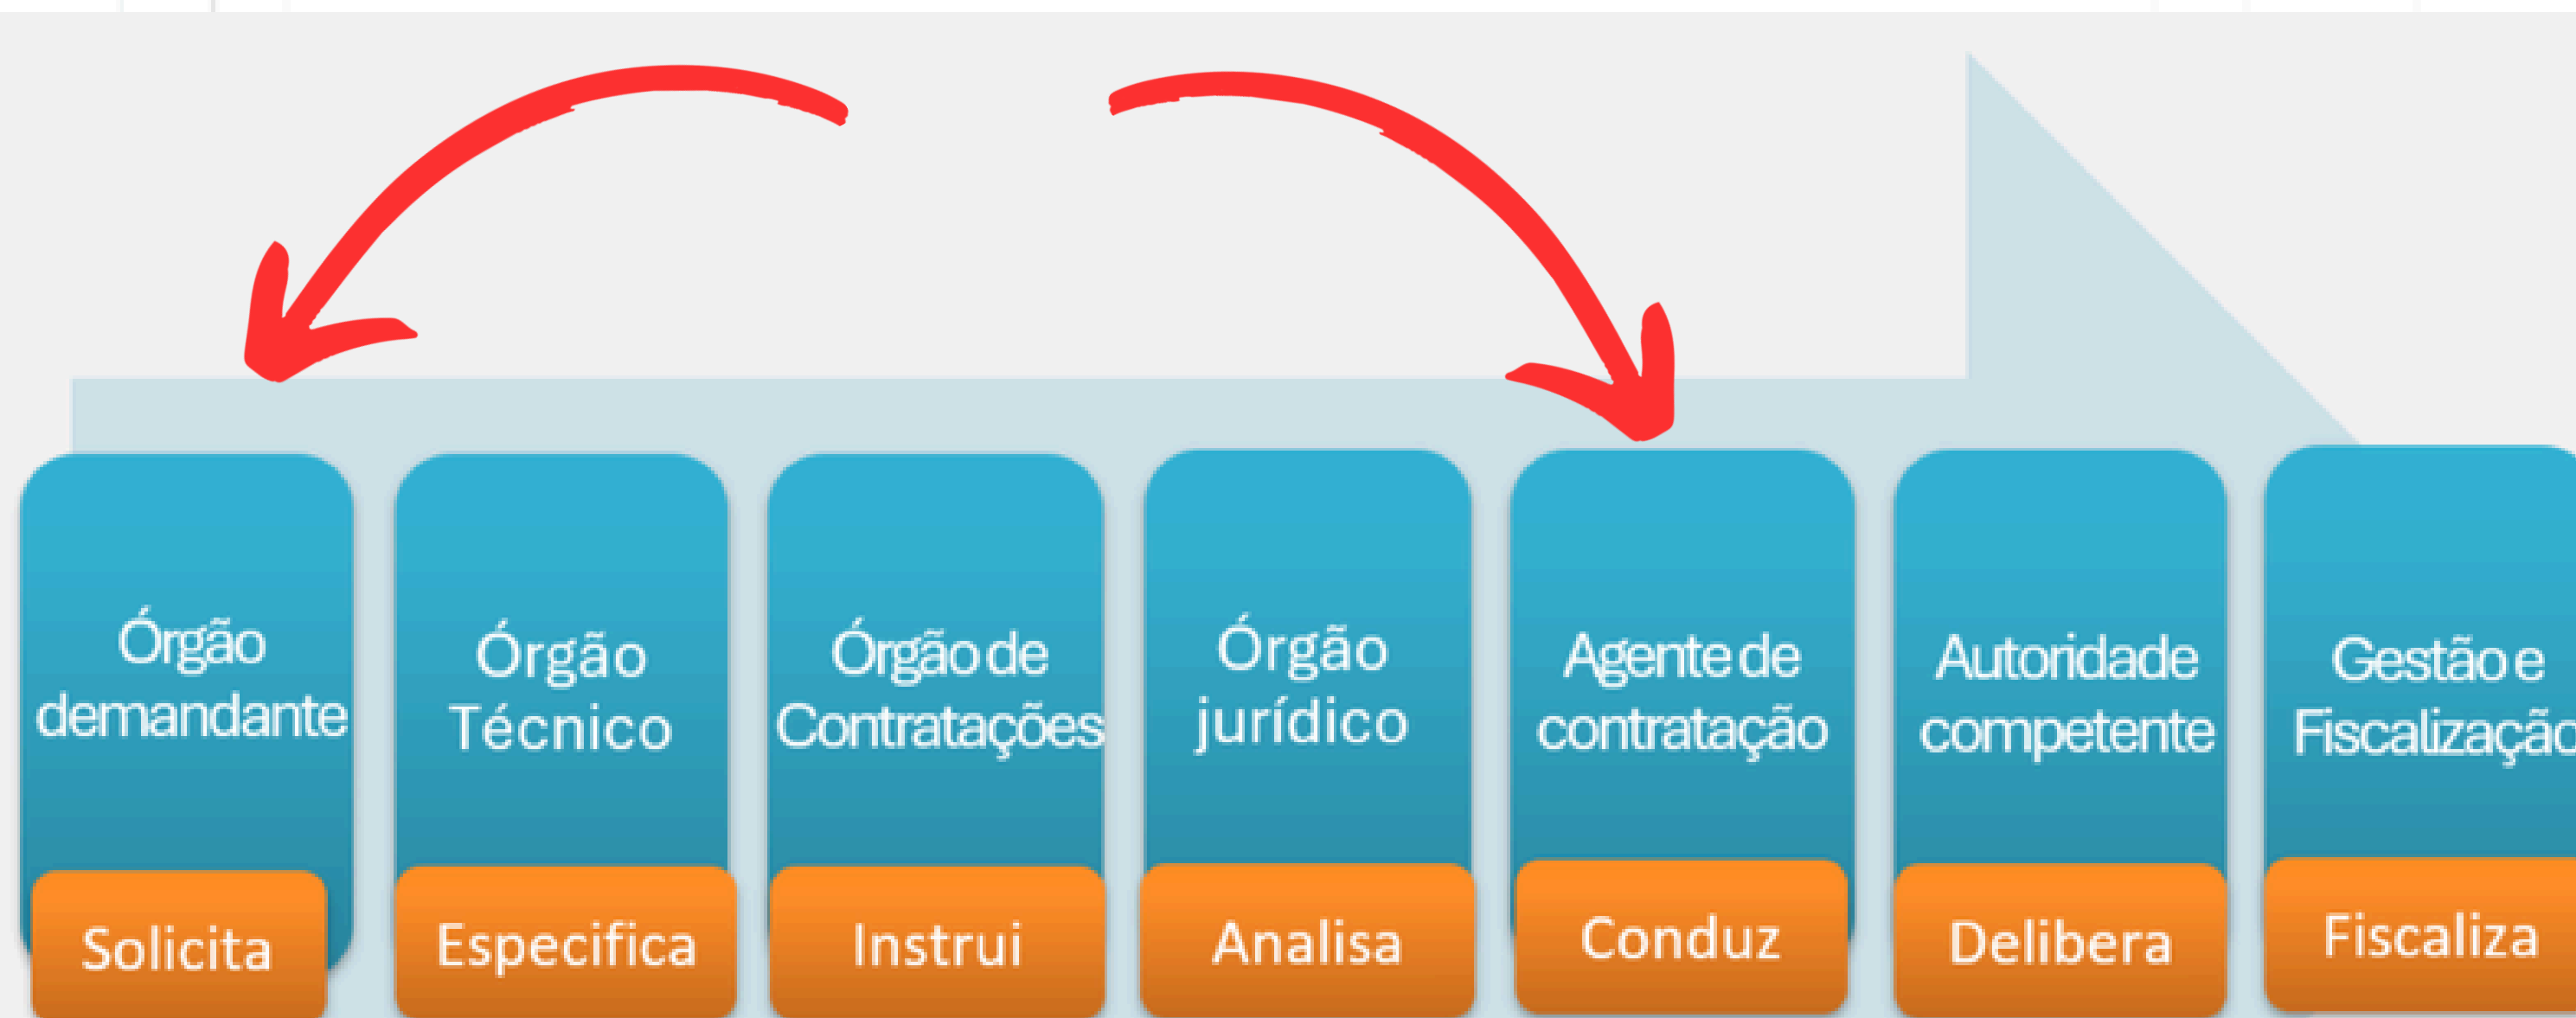 Órgão
demandante
Solicita
Órgão
Técnico
Especifica
Órgão de
Contratações
Instrui
Órgão
jurídico
Analisa
Agente de
contratação
Conduz
Autoridade
competente
Delibera
Gestão e
Fiscalização
Fiscaliza